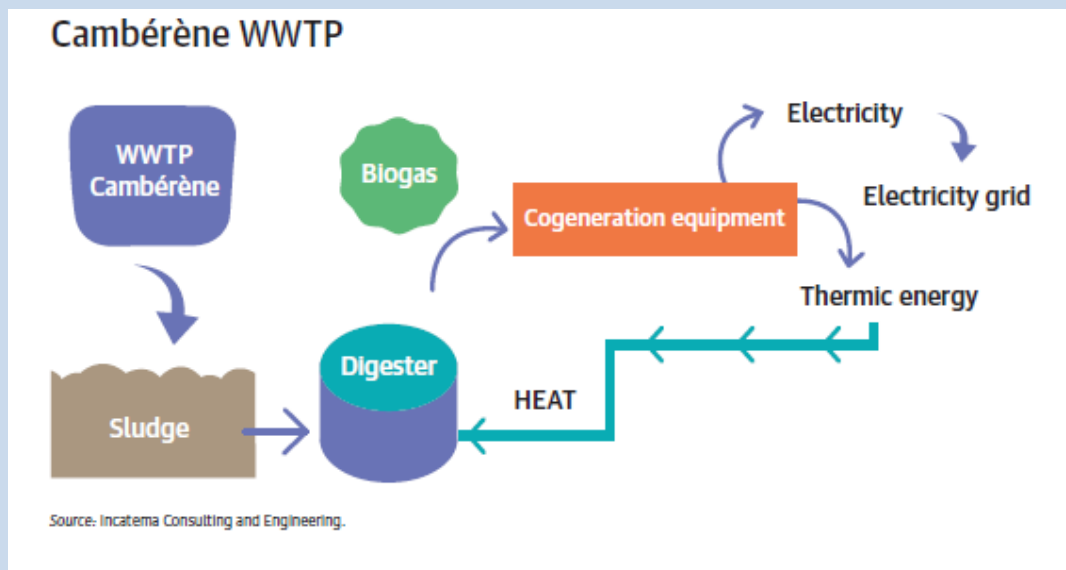 Cambérène WWTP
WWTP
Cambérène
Biogas
Cogeneration equipment
Electricity
Electricity grid
Thermic energy
HEAT
Digester
Sludge
Source: Incatema Consulting and Engineering.